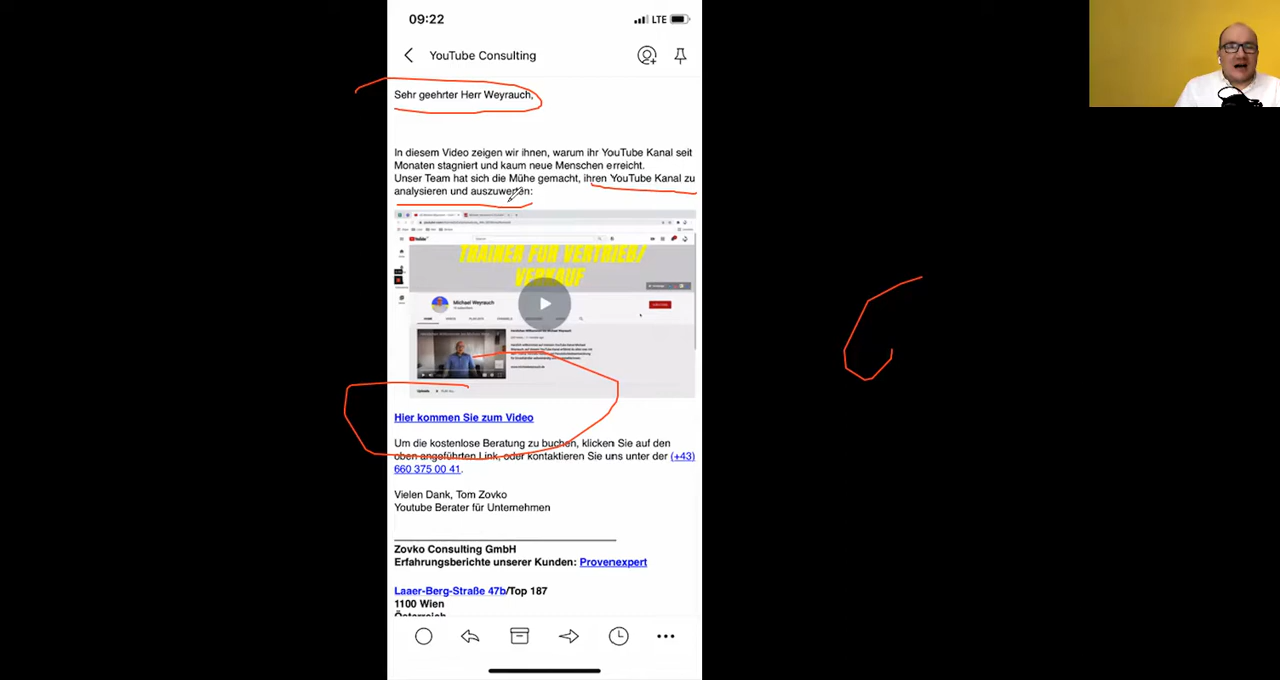 09:22
LTE
YouTube Consulting
Sehr geehrter Herr Weyrauch,
In diesem Video zeigen wir ihnen, warum ihr YouTube Kanal seit
Monaten stagniert und kaum neue Menschen erreicht.
Unser Team hat sich die Mühe gemacht, ihren YouTube Kanal zu
analysieren und auszuwerten:
TRAINER FÜR VERTRIEB/
VERKAUF
Michael Weyrauch
Hier kommen Sie zum Video
Um die kostenlose Beratung zu buchen, klicken Sie auf den
oben angeführten Link, oder kontaktieren Sie uns unter der (+43)
660 375 00 41.
Vielen Dank, Tom Zovko
Youtube Berater für Unternehmen
Zovko Consulting GmbH
Erfahrungsberichte unserer Kunden: Provenexpert
Laaer-Berg-Straße 47b/Top 187
1100 Wien
Österreich